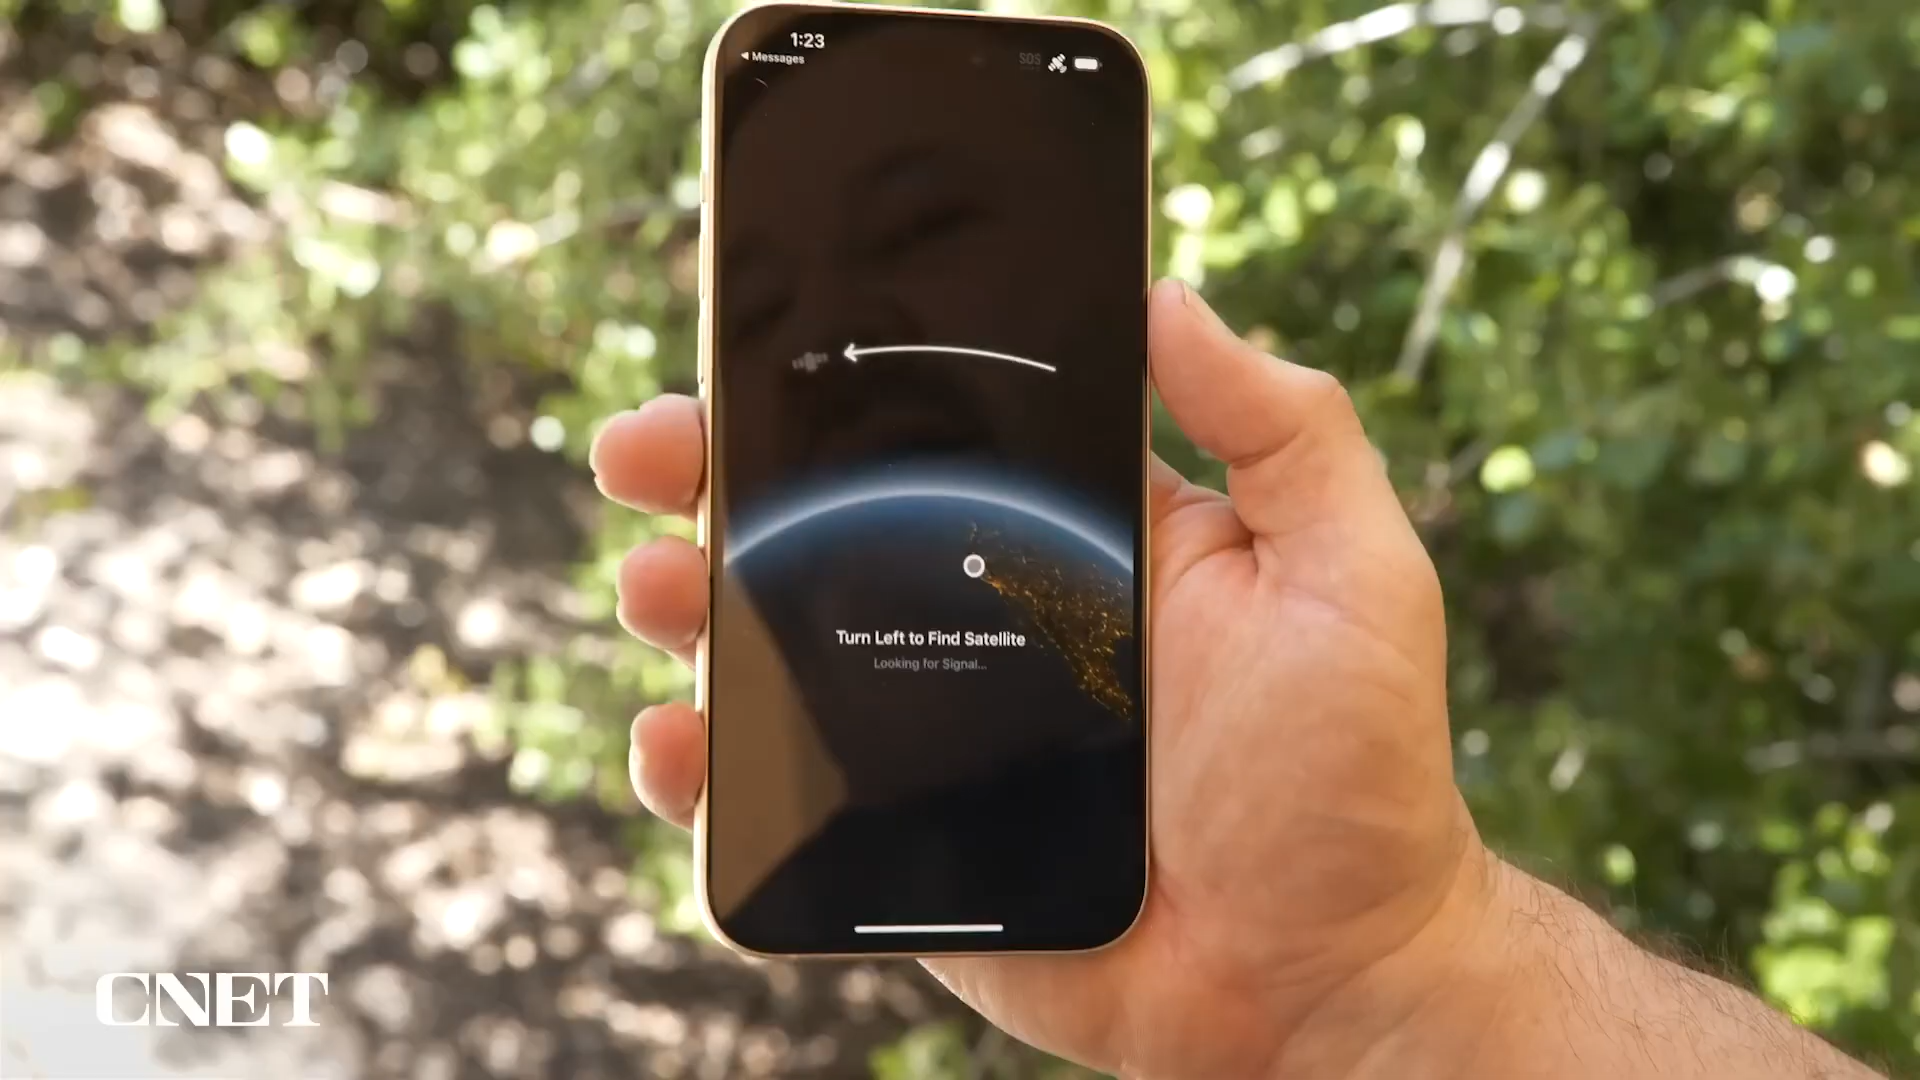 1:23
◀ Messages
SOS
Turn Left to Find Satellite
Looking for Signal...
CNET